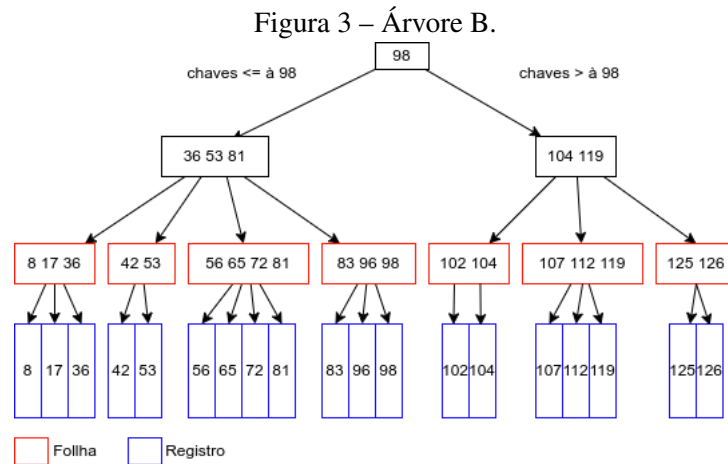 Figura 3 – Árvore B.
98
chaves <= à 98
chaves > à 98
36 53 81
104 119
8 17 36
42 53
56 65 72 81
83 96 98
102 104
107 112 119
125 126
8 17 36
42 53
56 65 72 81
83 96 98
102 104
107 112 119
125 126
Follha
Registro